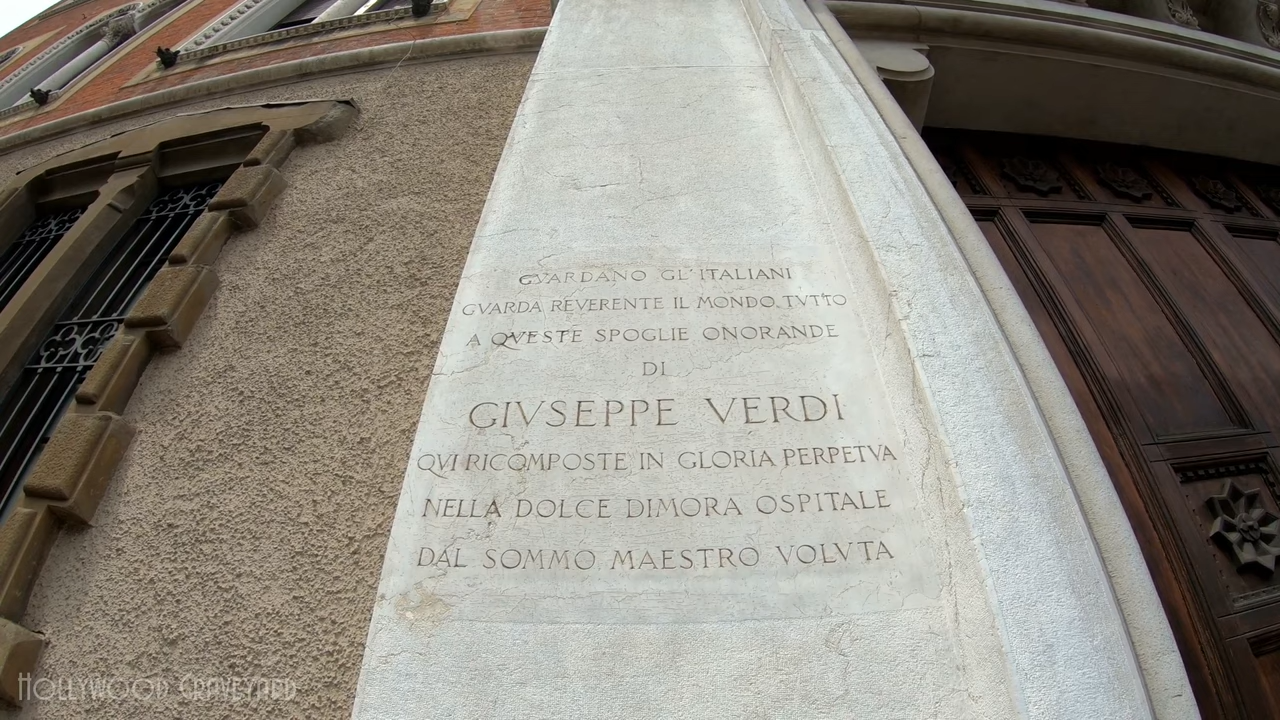 GVARDANO GL'ITALIANI
GVARDA REVERENTE IL MONDO TVTTO
A QVESTE SPOGLIE ONORANDE
DI
GIVSEPPE VERDI
QVI RICOMPOSTE IN GLORIA PERPETVA
NELLA DOLCE DIMORA OSPITALE
DAL SOMMO MAESTRO VOLVTA
HOLLYWOOD GRAVEYARD